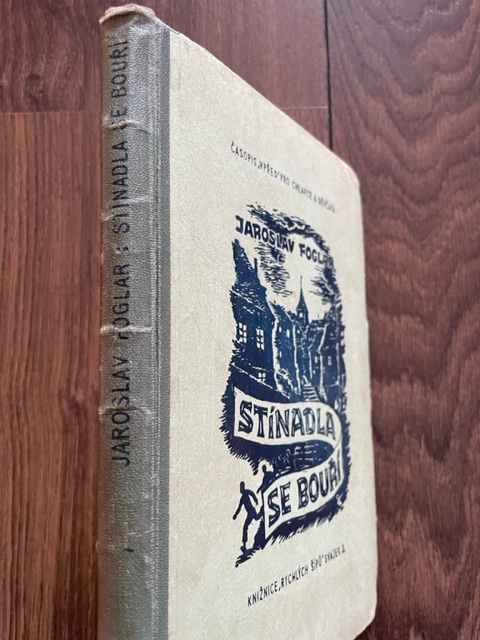 JAROSLAV FOGLAR : STÍNADLA SE BOUŘÍ
ČASOPIS „VPŘED" PRO CHLAPCE A DĚVČATA
JAROSLAV FOGLAR
STÍNADLA
SE BOUŘÍ
KNIŽNICE „RYCHLÝCH ŠÍPŮ" SVAZEK 2.